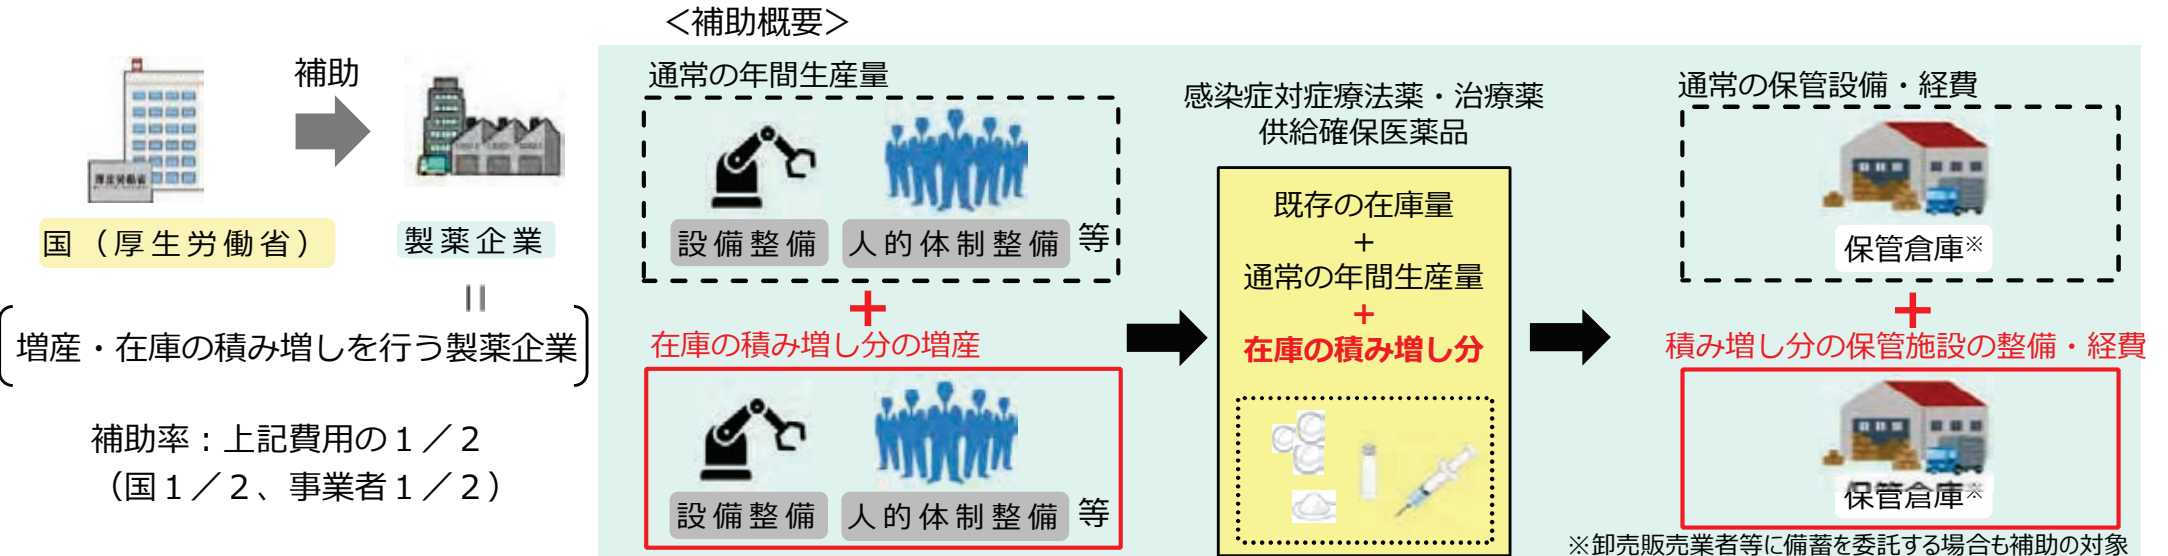 <補助概要>
補助
厚生労働省
国（厚生労働省）
製薬企業
=
増産・在庫の積み増しを行う製薬企業
補助率：上記費用の１／２
（国１／２、事業者１／２）
通常の年間生産量
設備整備
人的体制整備
等
+
在庫の積み増し分の増産
設備整備
人的体制整備
等
感染症対症療法薬・治療薬
供給確保医薬品
既存の在庫量
+
通常の年間生産量
+
在庫の積み増し分
通常の保管設備・経費
保管倉庫※
+
積み増し分の保管施設の整備・経費
保管倉庫※
※卸売販売業者等に備蓄を委託する場合も補助の対象